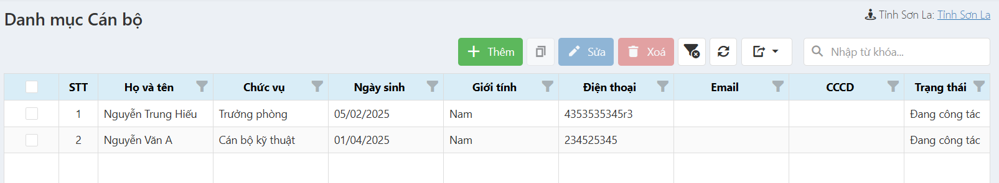 Danh mục Cán bộ
Tỉnh Sơn La: Tỉnh Sơn La
Thêm Sửa Xoá Nhập từ khóa...
STT Họ và tên Chức vụ Ngày sinh Giới tính Điện thoại Email CCCD Trạng thái
1 Nguyễn Trung Hiếu Trưởng phòng 05/02/2025 Nam 4353535345r3 Đang công tác
2 Nguyễn Văn A Cán bộ kỹ thuật 01/04/2025 Nam 234525345 Đang công tác